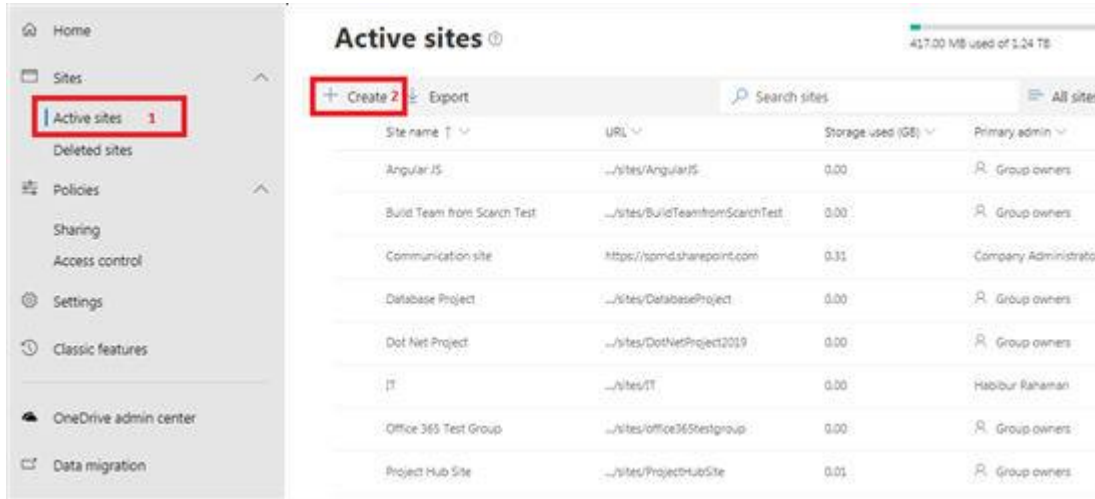 Home
Sites
Active sites 1
Deleted sites
Policies
Sharing
Access control
Settings
Classic features
OneDrive admin center
Data migration
Active sites
417.00 MB used of 1.24 TB
Create 2 Export Search sites All sites
Site name URL Storage used (GB) Primary admin
Angular JS .../sites/AngularJS 0.00 Group owners
Build Team from Scarch Test .../sites/BuildTeamfromScarchTest 0.00 Group owners
Communication site https://spmd.sharepoint.com 0.31 Company Administrato
Database Project .../sites/DatabaseProject 0.00 Group owners
Dot Net Project .../sites/DotNetProject2019 0.00 Group owners
IT .../sites/IT 0.00 Habibur Rahaman
Office 365 Test Group .../sites/office365testgroup 0.00 Group owners
Project Hub Site .../sites/ProjectHubSite 0.01 Group owners